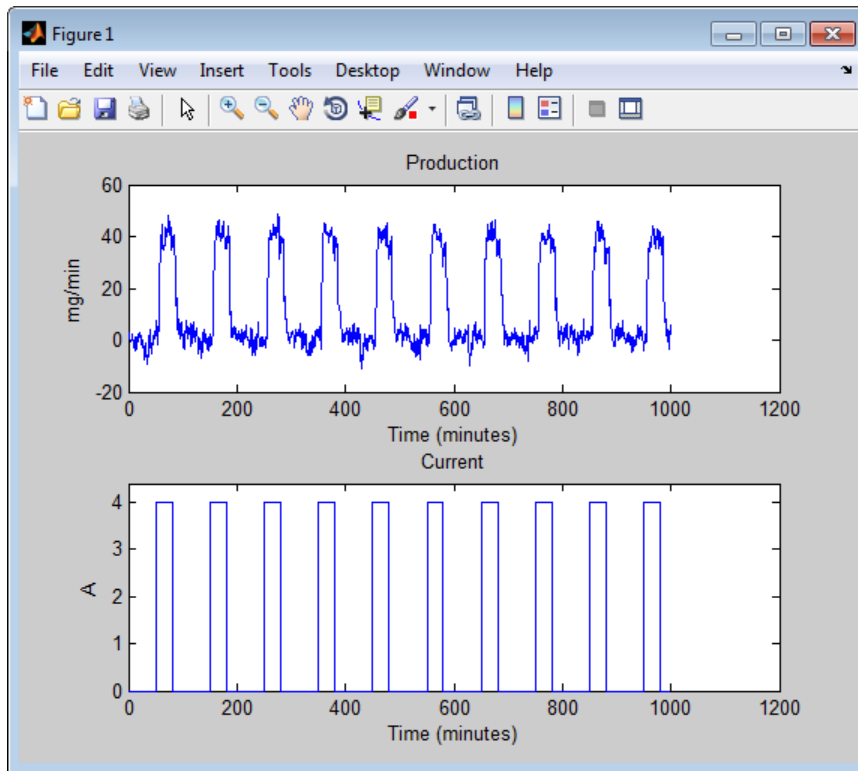 Figure 1
File Edit View Insert Tools Desktop Window Help
Production
60
40
20
0
-20
mg/min
0 200 400 600 800 1000 1200
Time (minutes)
Current
4
3
2
1
0
A
0 200 400 600 800 1000 1200
Time (minutes)